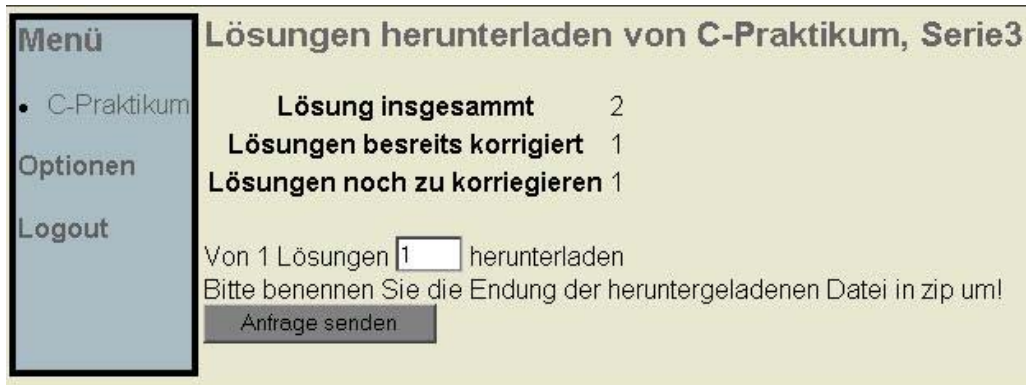 Menü
• C-Praktikum
Optionen
Logout
Lösungen herunterladen von C-Praktikum, Serie3
Lösung insgesammt 2
Lösungen besreits korrigiert 1
Lösungen noch zu korriegieren 1
Von 1 Lösungen 1 herunterladen
Bitte benennen Sie die Endung der heruntergeladenen Datei in zip um!
Anfrage senden